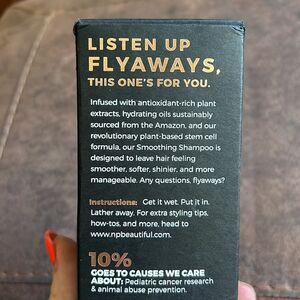 LISTEN UP
FLYAWAYS,
THIS ONE'S FOR YOU.
Infused with antioxidant-rich plant
extracts, hydrating oils sustainably
sourced from the Amazon, and our
revolutionary plant-based stem cell
formula, our Smoothing Shampoo is
designed to leave hair feeling
smoother, softer, shinier, and more
manageable. Any questions, flyaways?
Instructions: Get it wet. Put it in.
Lather away. For extra styling tips,
how-tos, and more, head to
www.npbeautiful.com.
10%
GOES TO CAUSES WE CARE
ABOUT: Pediatric cancer research
& animal abuse prevention.